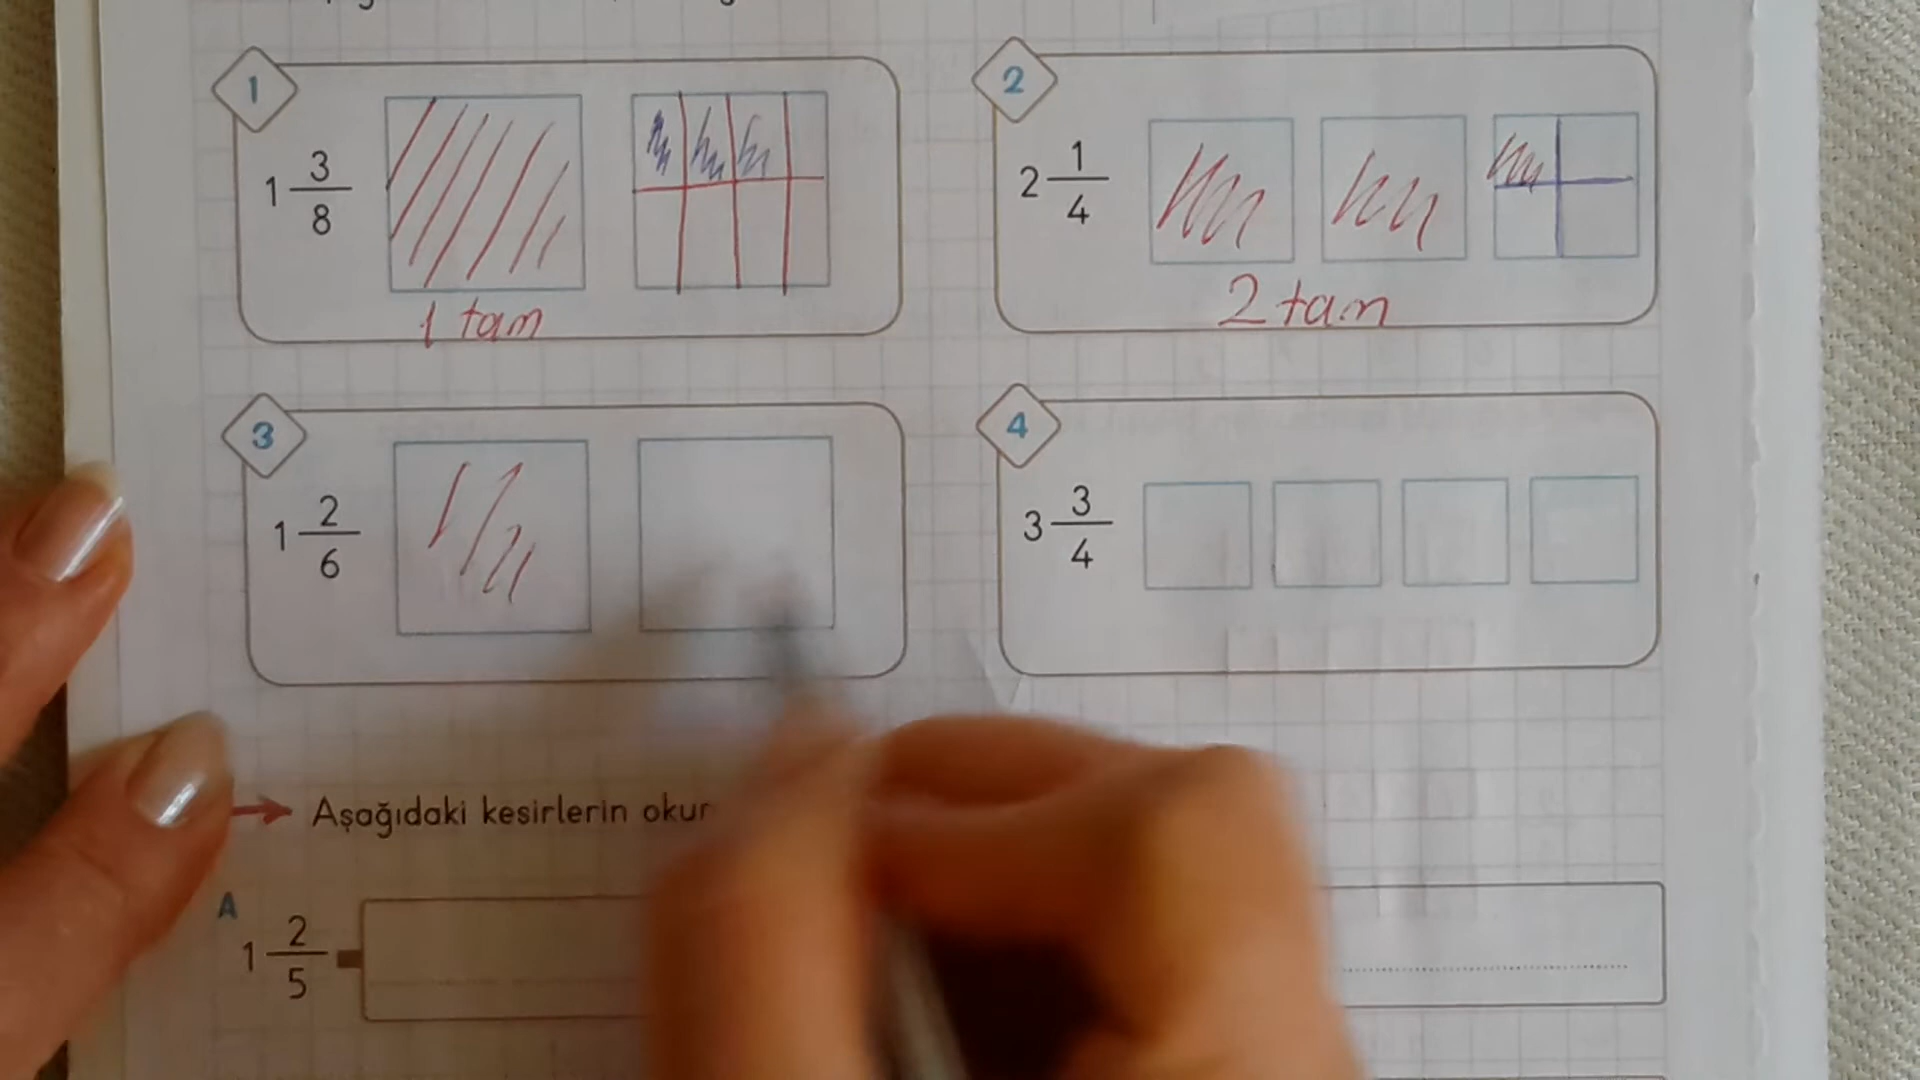 1
1 3/8
1 tam
2
2 1/4
2 tam
3
1 2/6
4
3 3/4
Aşağıdaki kesirlerin
A
1 2/5